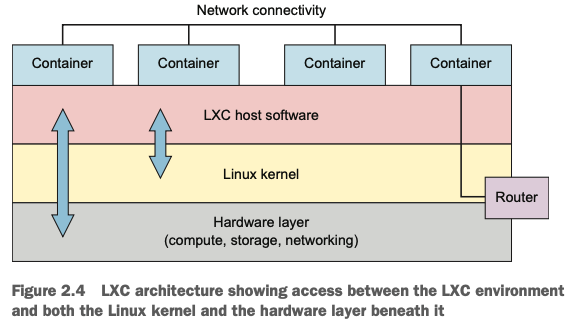 Network connectivity
Container
Container
Container
Container
LXC host software
Linux kernel
Router
Hardware layer
(compute, storage, networking)
Figure 2.4 LXC architecture showing access between the LXC environment
and both the Linux kernel and the hardware layer beneath it